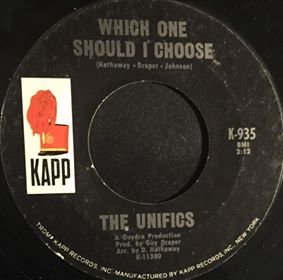 WHICH ONE
SHOULD I CHOOSE
(Hathaway - Draper - Johnson)
K-935
BMI
2:12
KAPP
THE UNIFICS
A Guydra Production
Prod. by Guy Draper
Arr. by D. Hathaway
K-11380
KAPP RECORDS, INC. MANUFACTURED BY KAPP RECORDS, INC., NEW YORK